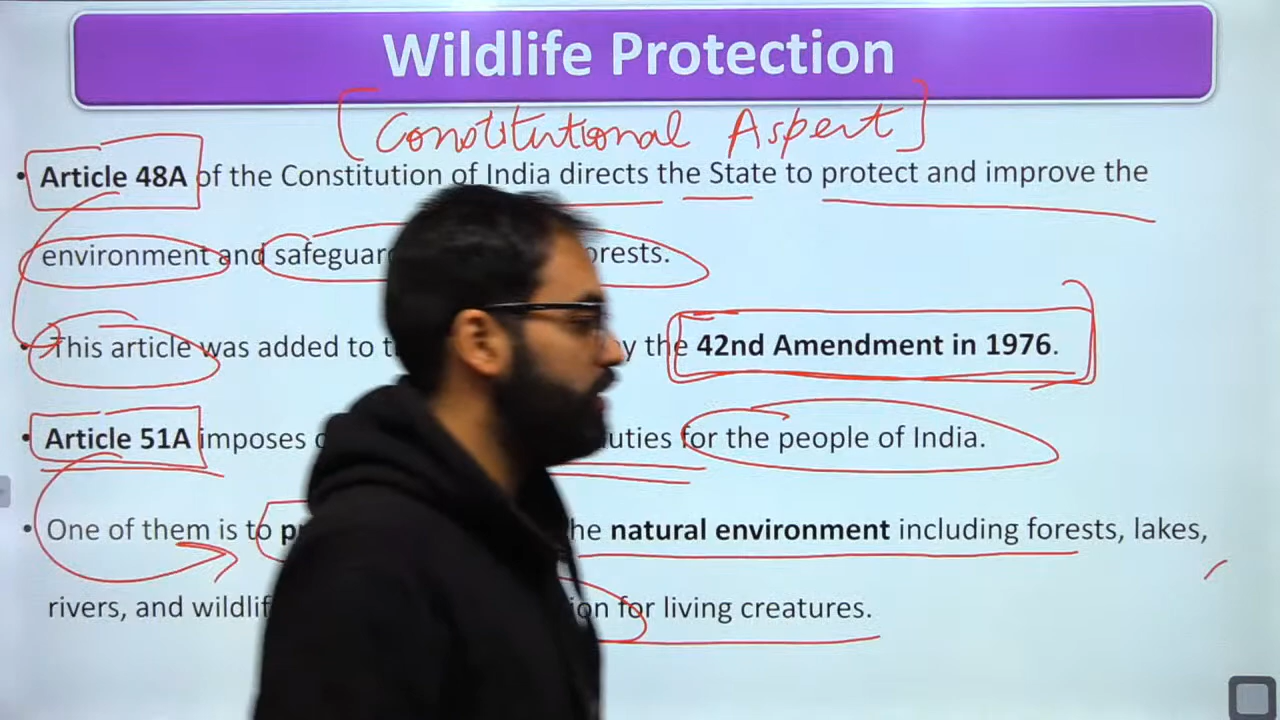 Wildlife Protection
[Constitutional Aspect]
• Article 48A of the Constitution of India directs the State to protect and improve the
environment and safeguar orests.
• This article was added to t y the 42nd Amendment in 1976.
• Article 51A imposes uties for the people of India.
• One of them is to p he natural environment including forests, lakes,
rivers, and wildlif ion for living creatures.